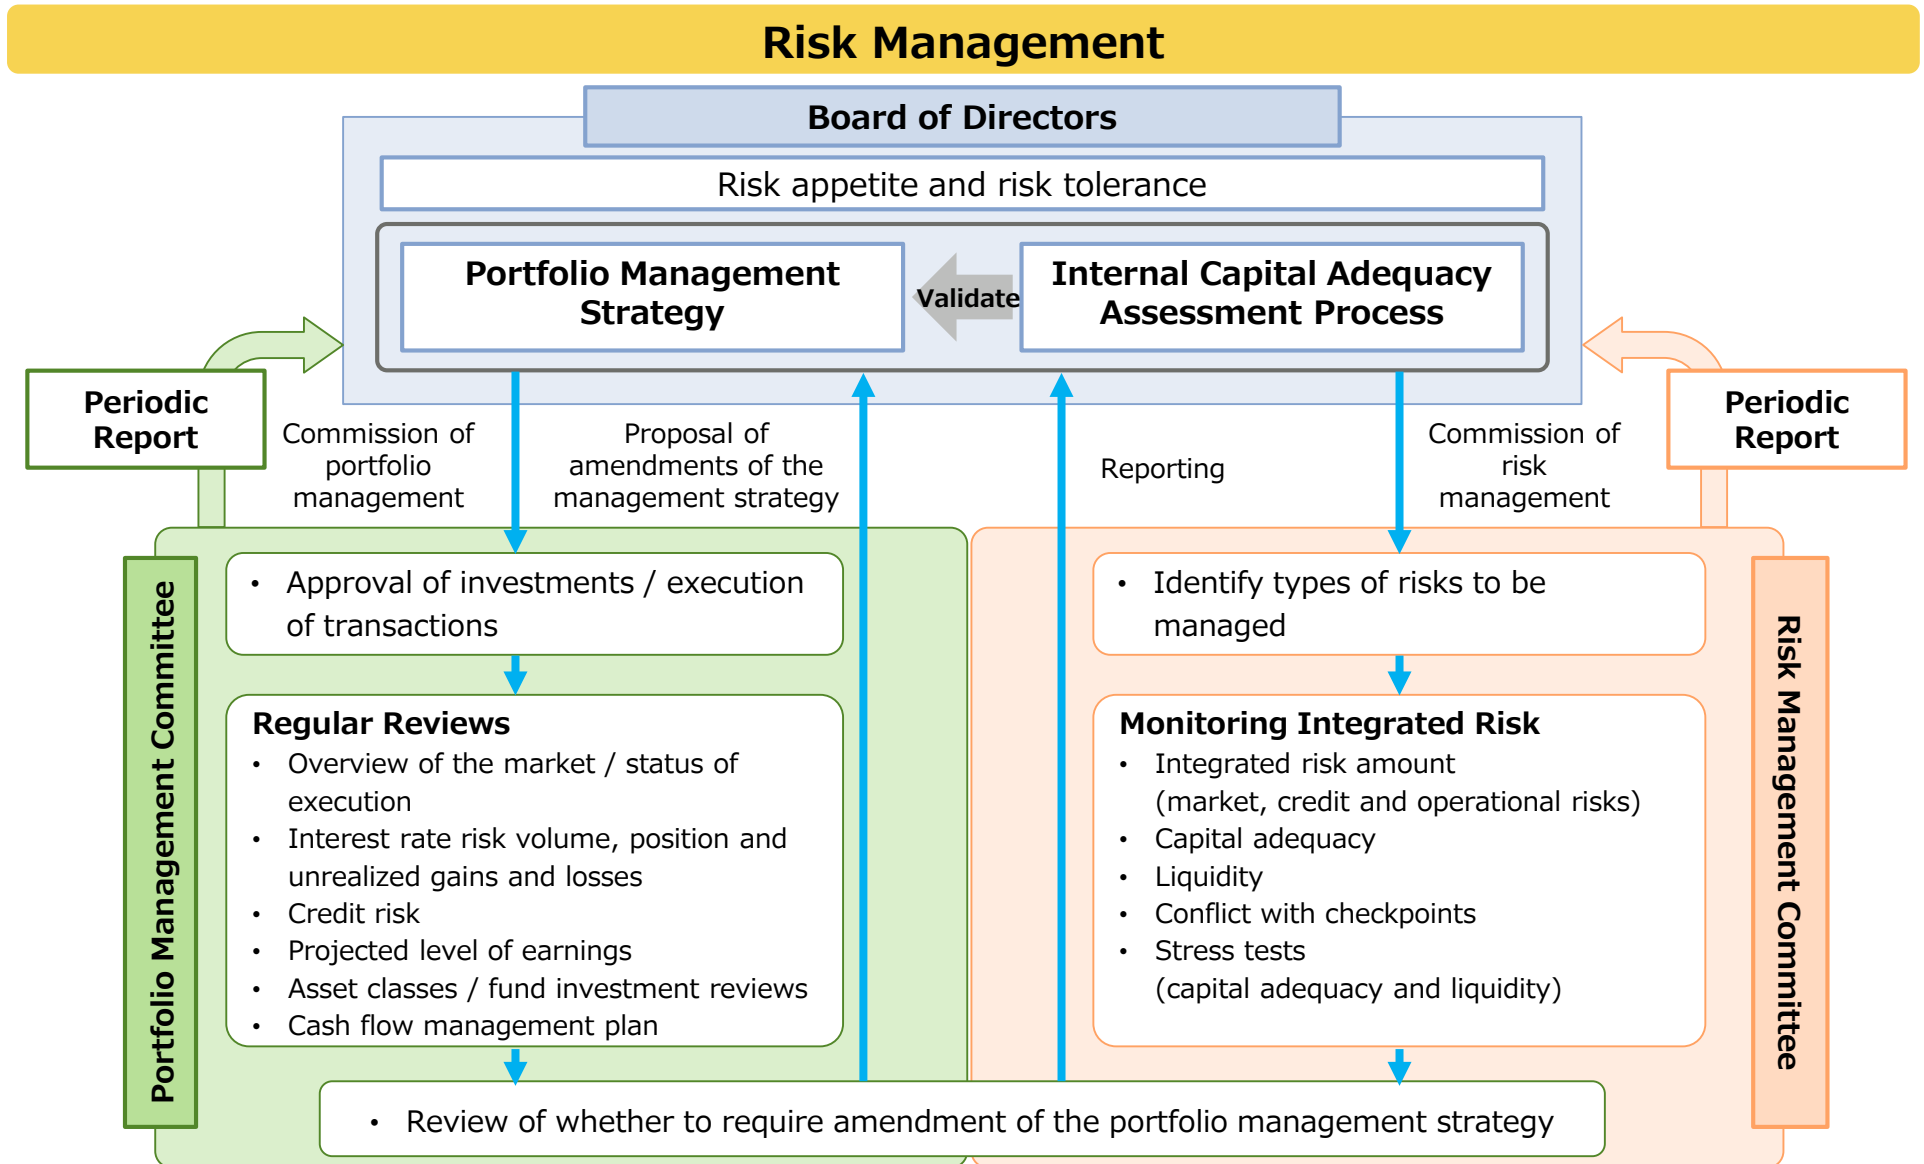 Risk Management
Board of Directors
Risk appetite and risk tolerance
Portfolio Management
Strategy
Validate
Internal Capital Adequacy
Assessment Process
Periodic
Report
Commission of
portfolio
management
Proposal of
amendments of the
management strategy
Reporting
Commission of
risk
management
Periodic
Report
Portfolio Management Committee
• Approval of investments / execution
of transactions
Regular Reviews
• Overview of the market / status of
execution
• Interest rate risk volume, position and
unrealized gains and losses
• Credit risk
• Projected level of earnings
• Asset classes / fund investment reviews
• Cash flow management plan
• Identify types of risks to be
managed
Monitoring Integrated Risk
• Integrated risk amount
(market, credit and operational risks)
• Capital adequacy
• Liquidity
• Conflict with checkpoints
• Stress tests
(capital adequacy and liquidity)
Risk Management Committee
• Review of whether to require amendment of the portfolio management strategy